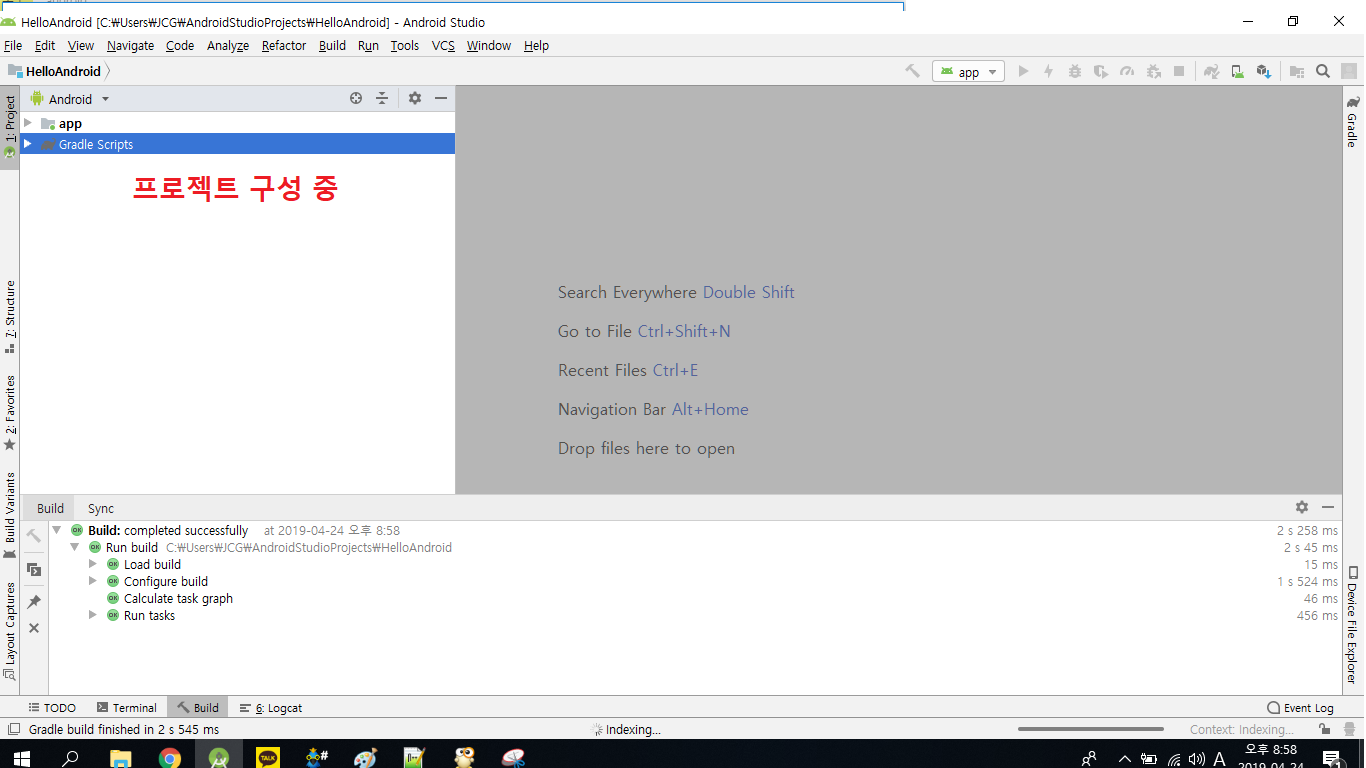 HelloAndroid [C:₩Users₩JCG₩AndroidStudioProjects₩HelloAndroid] - Android Studio
File Edit View Navigate Code Analyze Refactor Build Run Tools VCS Window Help
HelloAndroid
app
Android
1: Project
app
Gradle Scripts
프로젝트 구성 중
7: Structure
2: Favorites
Build Variants
Layout Captures
Search Everywhere Double Shift
Go to File Ctrl+Shift+N
Recent Files Ctrl+E
Navigation Bar Alt+Home
Drop files here to open
Gradle
Device File Explorer
Build Sync
Build: completed successfully at 2019-04-24 오후 8:58 2 s 258 ms
Run build C:₩Users₩JCG₩AndroidStudioProjects₩HelloAndroid 2 s 45 ms
Load build 15 ms
Configure build 1 s 524 ms
Calculate task graph 46 ms
Run tasks 456 ms
TODO Terminal Build 6: Logcat Event Log
Gradle build finished in 2 s 545 ms Indexing... Context: Indexing...
TALK
A
오후 8:58
2019-04-24
1